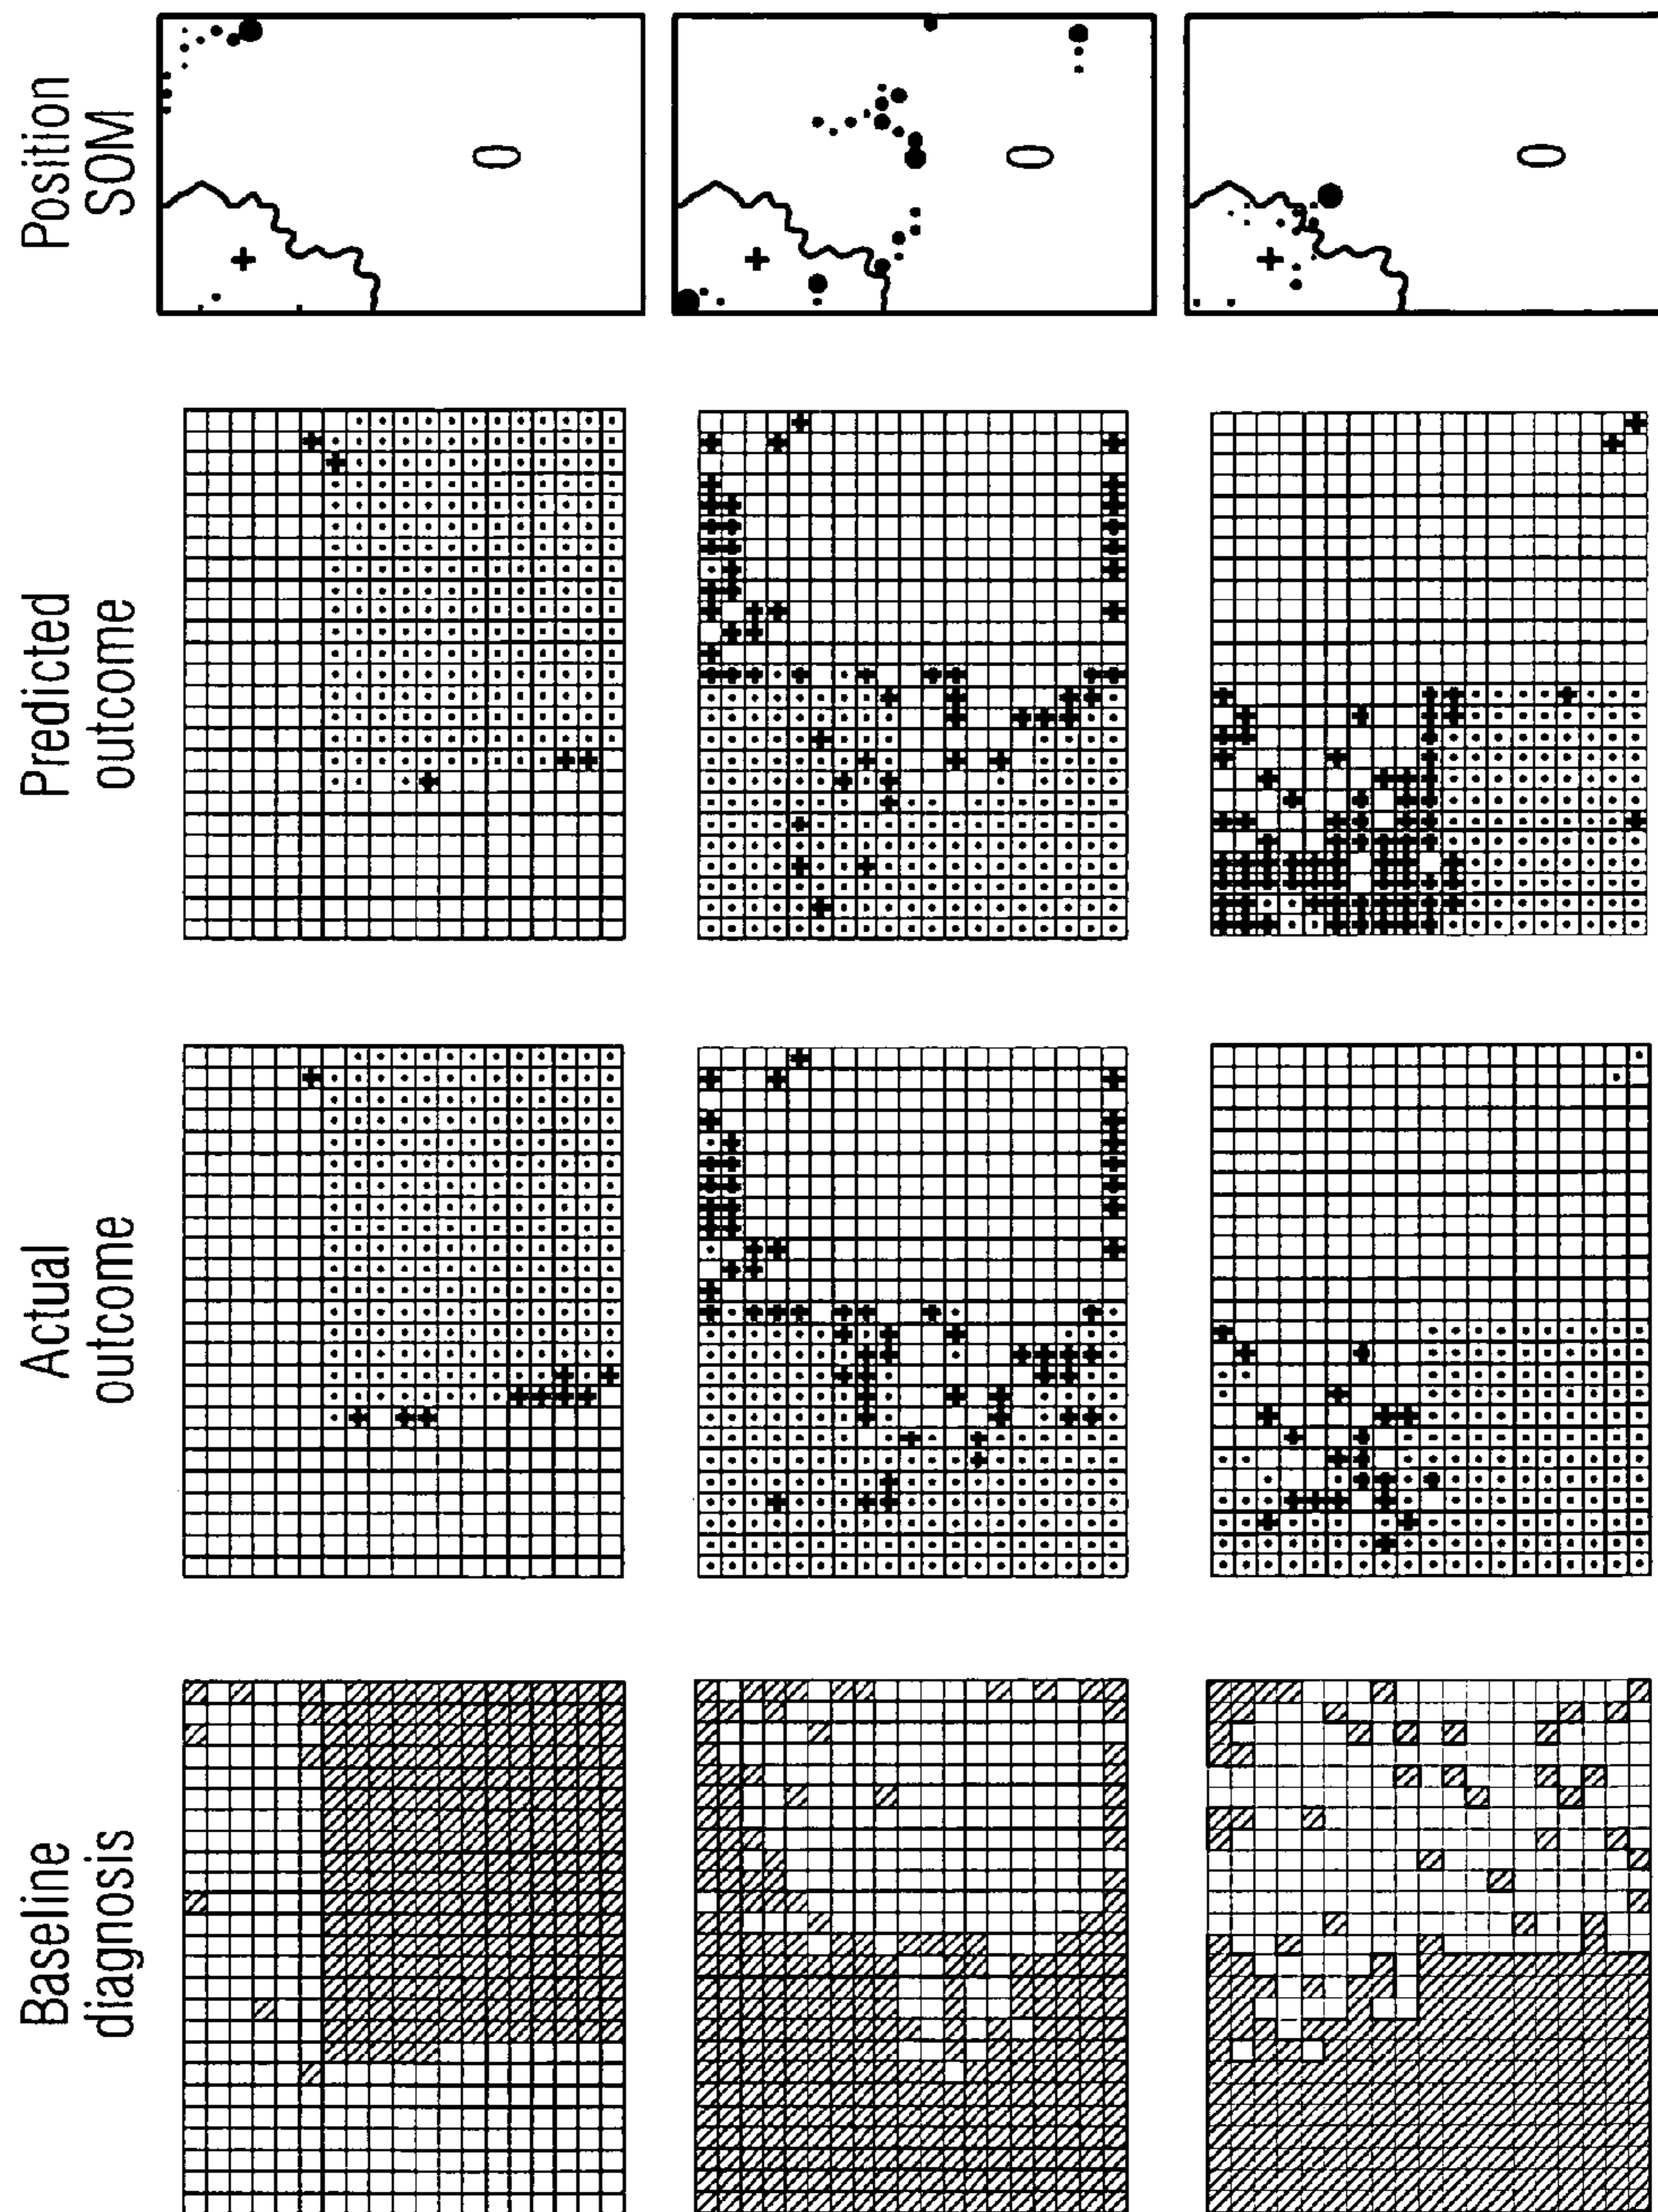 Position
SOM
Predicted
outcome
Actual
outcome
Baseline
diagnosis